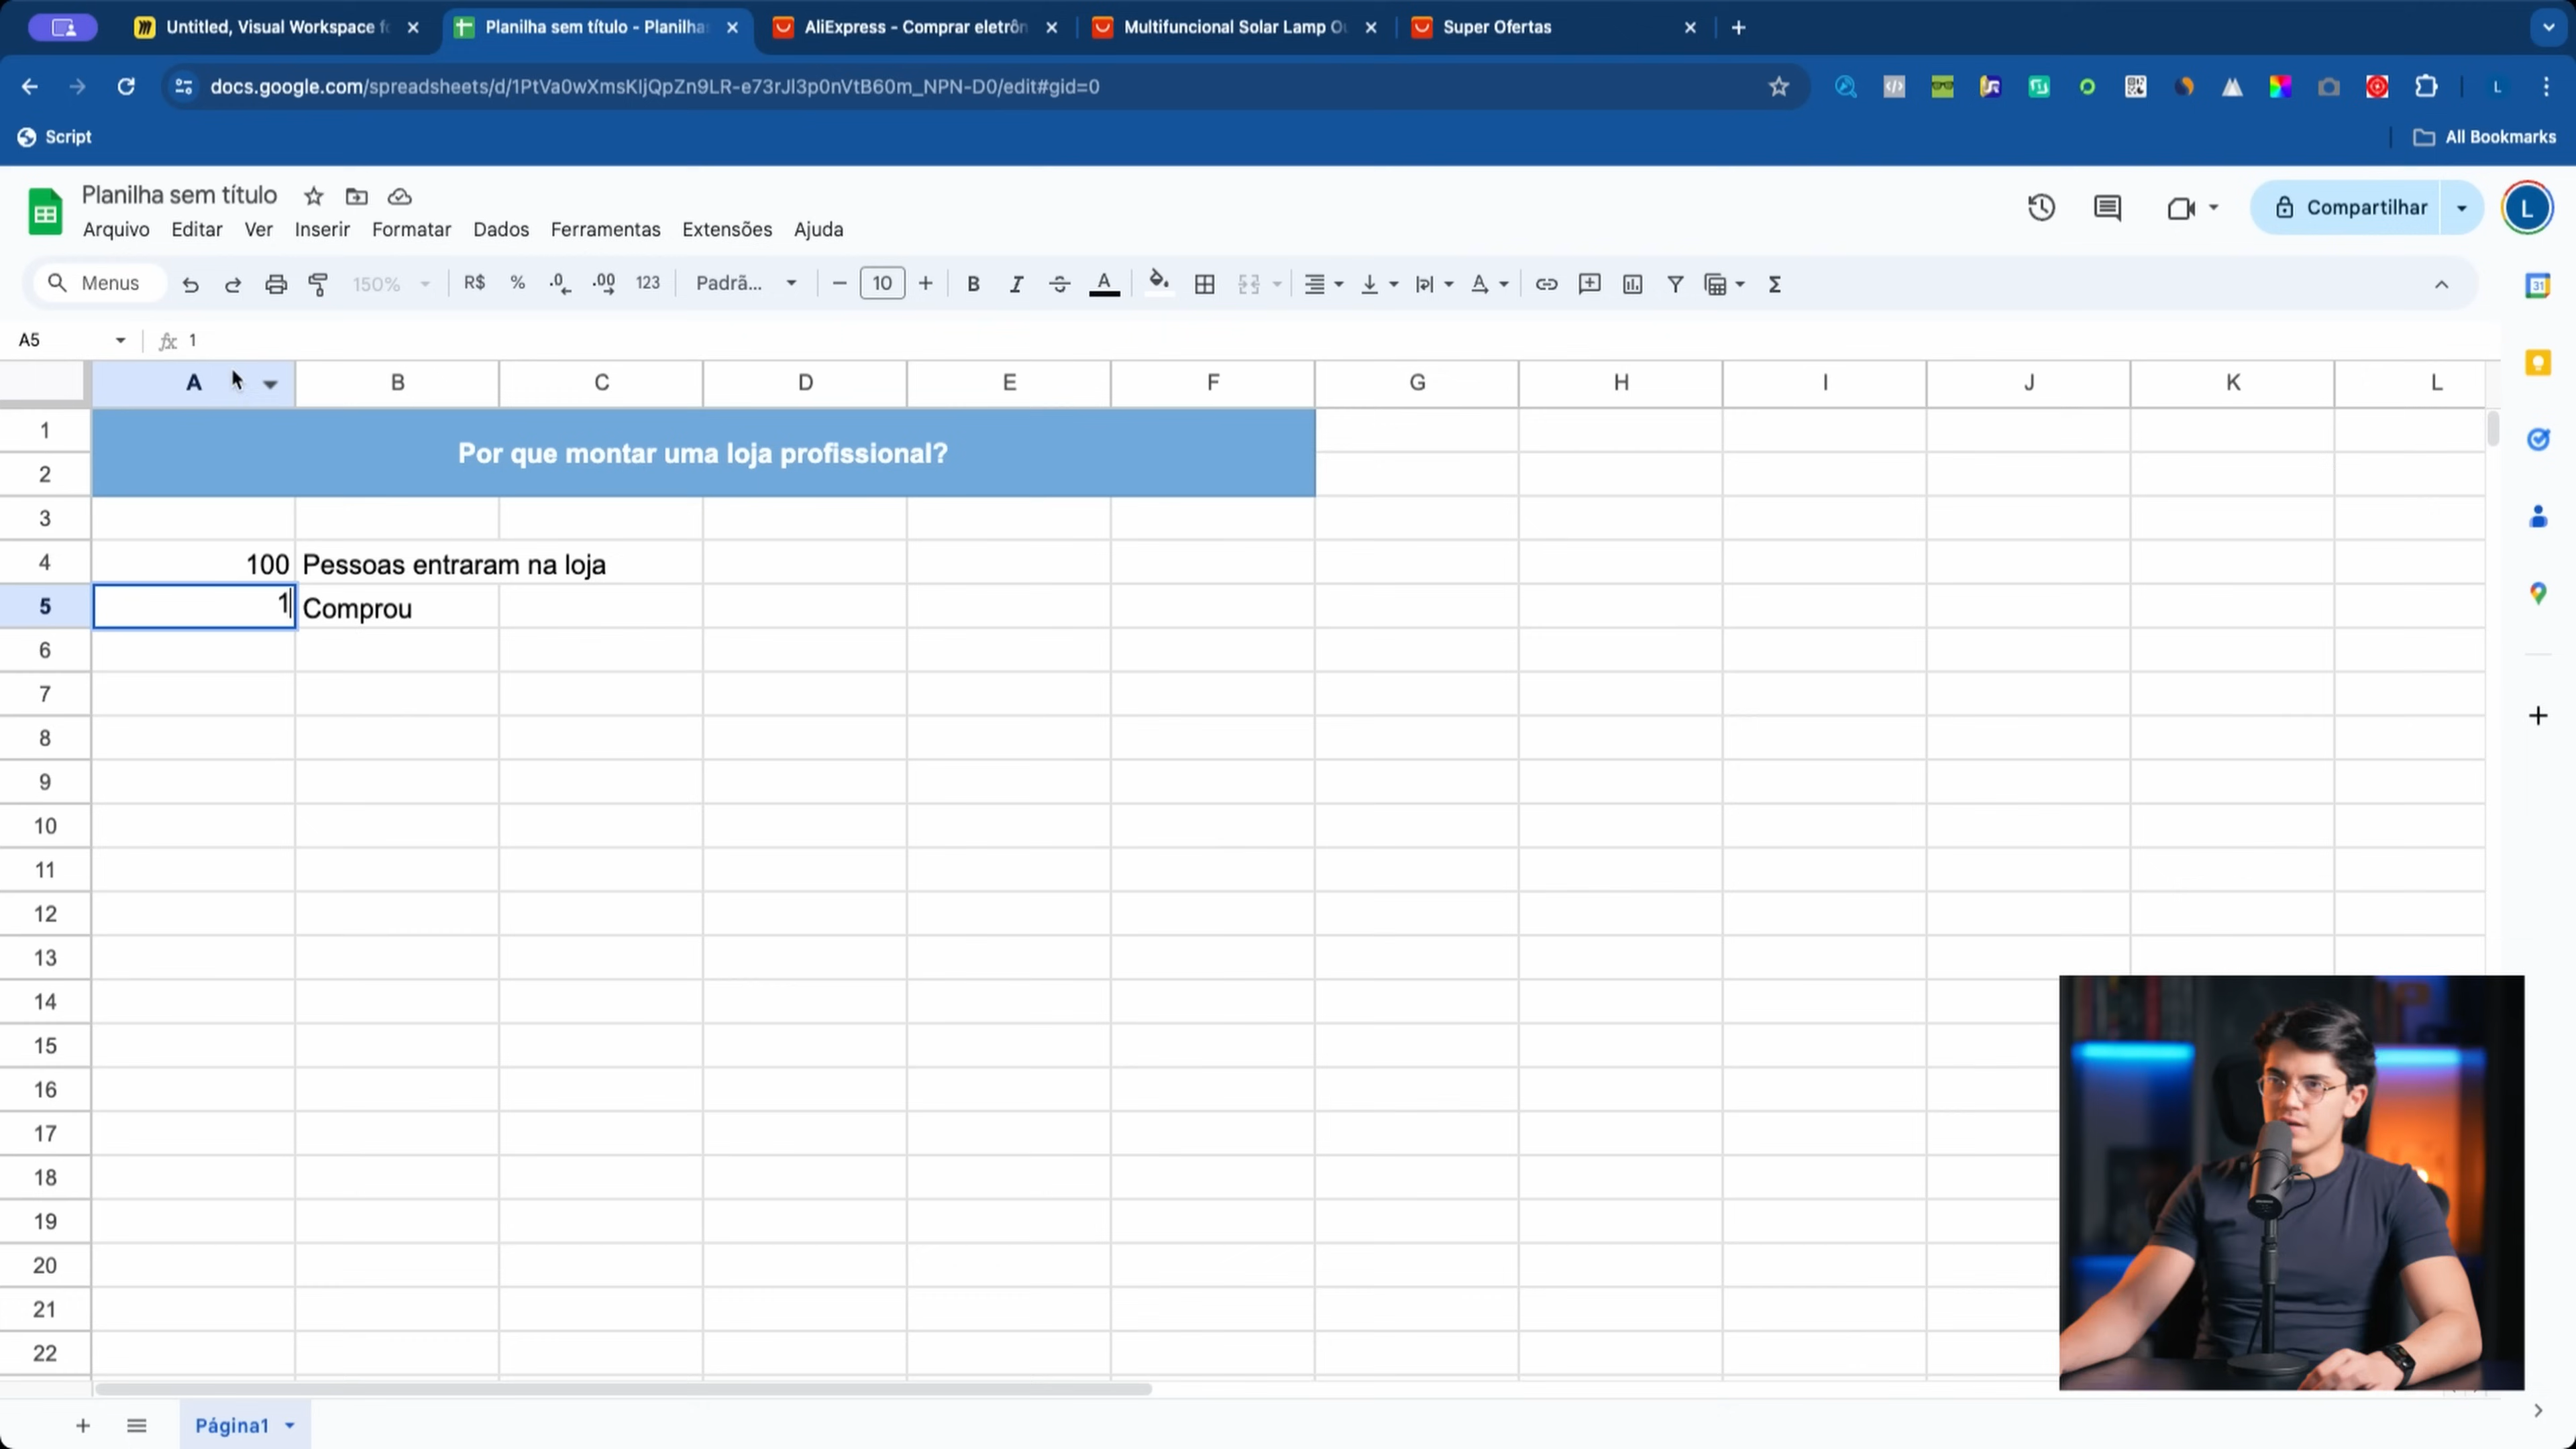 Untitled, Visual Workspace f
Planilha sem título - Planilha
AliExpress - Comprar eletrôn
Multifuncional Solar Lamp O
Super Ofertas
docs.google.com/spreadsheets/d/1PtVa0wXmsKIjQpZn9LR-e73rJl3p0nVtB60m_NPN-D0/edit#gid=0
L
Script
All Bookmarks
Planilha sem título
Arquivo Editar Ver Inserir Formatar Dados Ferramentas Extensões Ajuda
Compartilhar
L
Menus
150%
R$ % .0 .00 123
Padrã...
10
B I A
31
A5
fx 1
A B C D E F G H I J K L
1
Por que montar uma loja profissional?
2
3
4 100 Pessoas entraram na loja
5 1 Comprou
6
7
8
9
10
11
12
13
14
15
16
17
18
19
20
21
22
Página1